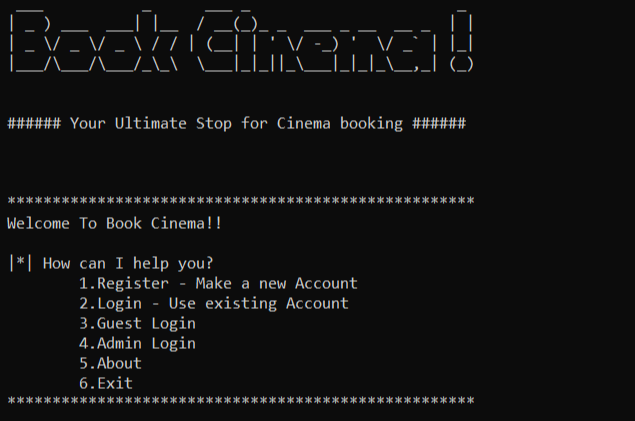 Book Cinema!!
###### Your Ultimate Stop for Cinema booking ######
****************************************************
Welcome To Book Cinema!!
|*| How can I help you?
1.Register - Make a new Account
2.Login - Use existing Account
3.Guest Login
4.Admin Login
5.About
6.Exit
****************************************************